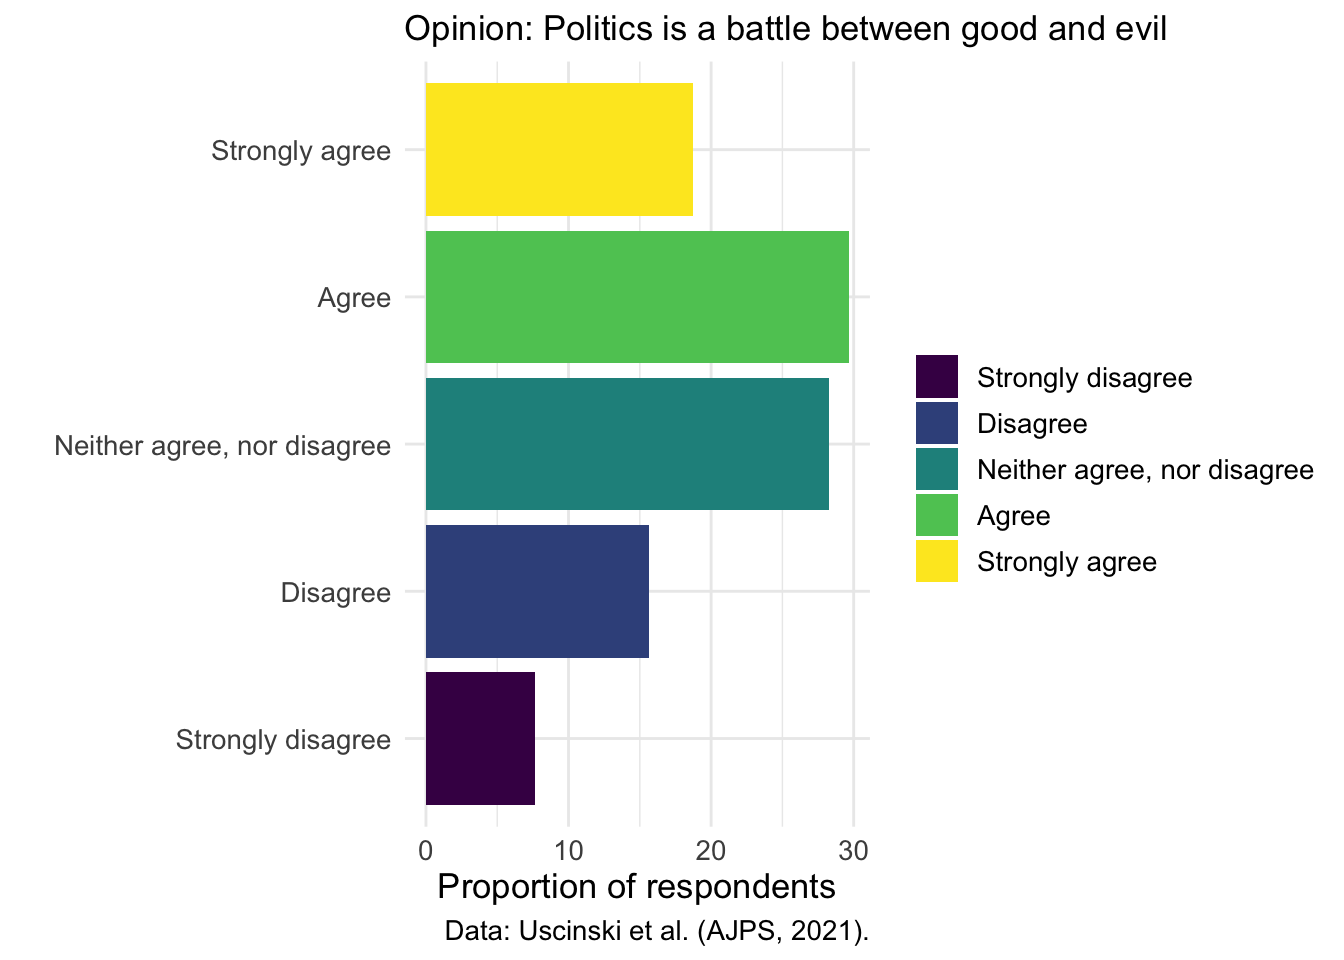 Opinion: Politics is a battle between good and evil
Strongly agree
Agree
Neither agree, nor disagree
Disagree
Strongly disagree
0 10 20 30
Proportion of respondents
Data: Uscinski et al. (AJPS, 2021).
Strongly disagree
Disagree
Neither agree, nor disagree
Agree
Strongly agree